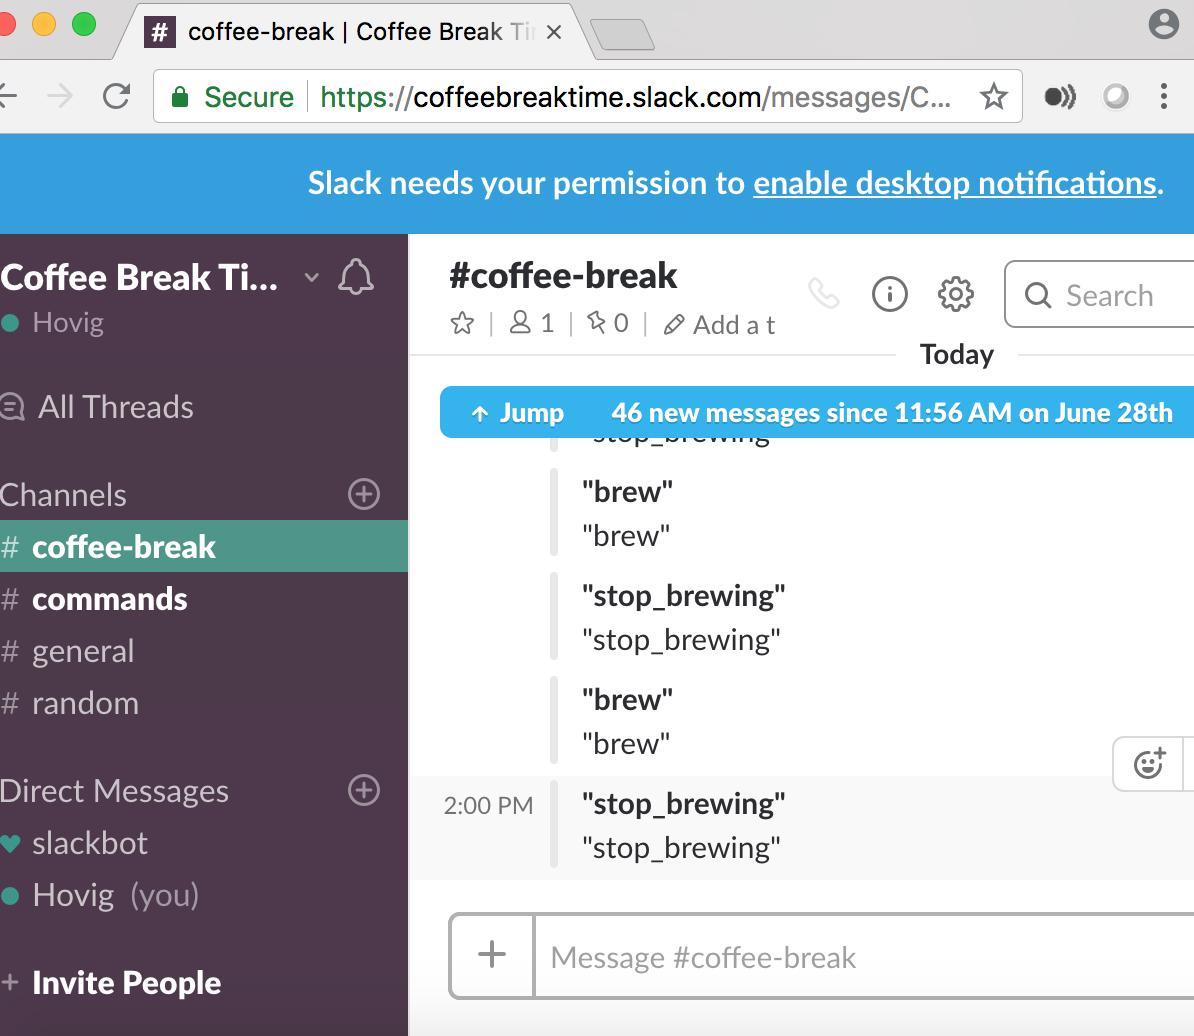 # coffee-break | Coffee Break Ti
Secure https://coffeebreaktime.slack.com/messages/C...
Slack needs your permission to enable desktop notifications.
Coffee Break Ti...
Hovig
All Threads
Channels
# coffee-break
# commands
# general
# random
Direct Messages
slackbot
Hovig (you)
+ Invite People
#coffee-break
1 | 0 | Add a t
Search
Today
↑ Jump 46 new messages since 11:56 AM on June 28th
"stop_brewing"
"brew"
"brew"
"stop_brewing"
"stop_brewing"
"brew"
"brew"
2:00 PM "stop_brewing"
"stop_brewing"
+ Message #coffee-break